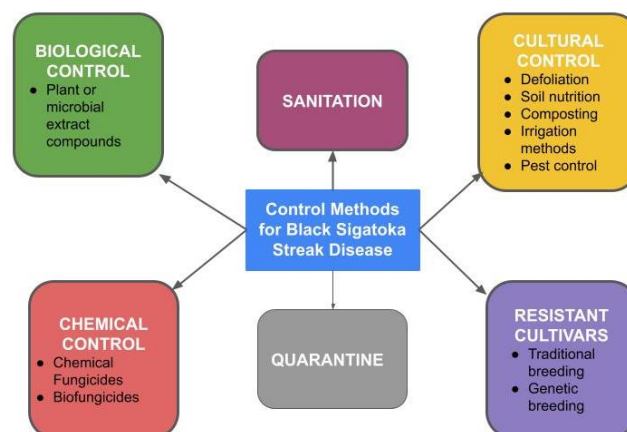 BIOLOGICAL
CONTROL
● Plant or
microbial
extract
compounds
SANITATION
CULTURAL
CONTROL
● Defoliation
● Soil nutrition
● Composting
● Irrigation
methods
● Pest control
Control Methods
for Black Sigatoka
Streak Disease
CHEMICAL
CONTROL
● Chemical
Fungicides
● Biofungicides
QUARANTINE
RESISTANT
CULTIVARS
● Traditional
breeding
● Genetic
breeding